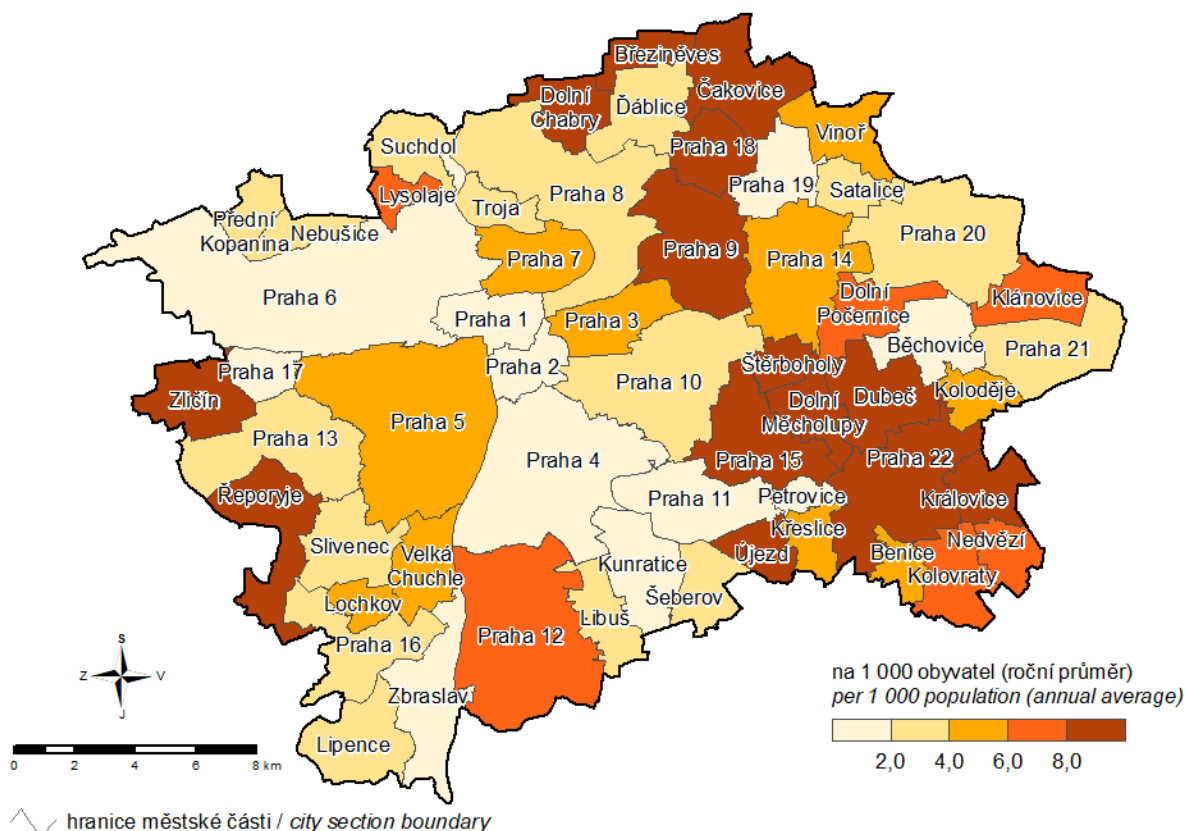 Březiněves
Čakovice
Dolní
Chabry
Ďáblice
Vinoř
Suchdol
Praha 18
Praha 19
Lysolaje
Praha 8
Satalice
Troja
Přední
Kopanina
Nebušice
Praha 20
Praha 9
Praha 7
Praha 14
Praha 6
Dolní
Počernice
Klánovice
Praha 1
Praha 3
Běchovice
Praha 21
Praha 2
Štěrboholy
Praha 17
Praha 10
Koloděje
Zličín
Dubeč
Dolní
Měcholupy
Praha 5
Praha 13
Praha 4
Praha 15
Praha 22
Řeporyje
Praha 11
Petrovice
Královice
Křeslice
Slivenec
Velká
Chuchle
Újezd
Benice
Nedvězí
Kunratice
Kolovraty
Šeberov
Lochkov
Libuš
Praha 12
Praha 16
Zbraslav
Lipence
S
Z V
J
0 2 4 8 km
na 1 000 obyvatel (roční průměr)
per 1 000 population (annual average)
2,0 4,0 6,0 8,0
hranice městské části / city section boundary